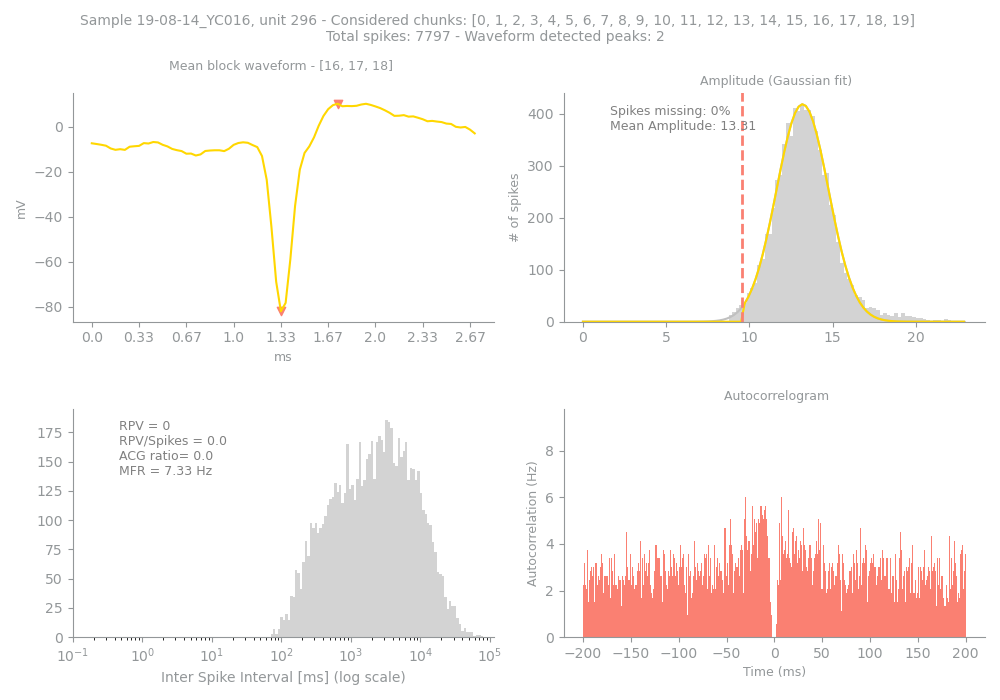 Sample 19-08-14_YC016, unit 296 - Considered chunks: [0, 1, 2, 3, 4, 5, 6, 7, 8, 9, 10, 11, 12, 13, 14, 15, 16, 17, 18, 19]
Total spikes: 7797 - Waveform detected peaks: 2
Mean block waveform - [16, 17, 18]
mV
0
−20
−40
−60
−80
0.0 0.33 0.67 1.0 1.33 1.67 2.0 2.33 2.67
ms
Amplitude (Gaussian fit)
Spikes missing: 0%
Mean Amplitude: 13.31
# of spikes
400
300
200
100
0
0 5 10 15 20
RPV = 0
RPV/Spikes = 0.0
ACG ratio= 0.0
MFR = 7.33 Hz
175
150
125
100
75
50
25
0
10⁻¹ 10⁰ 10¹ 10² 10³ 10⁴ 10⁵
Inter Spike Interval [ms] (log scale)
Autocorrelogram
Autocorrelation (Hz)
8
6
4
2
0
−200 −150 −100 −50 0 50 100 150 200
Time (ms)